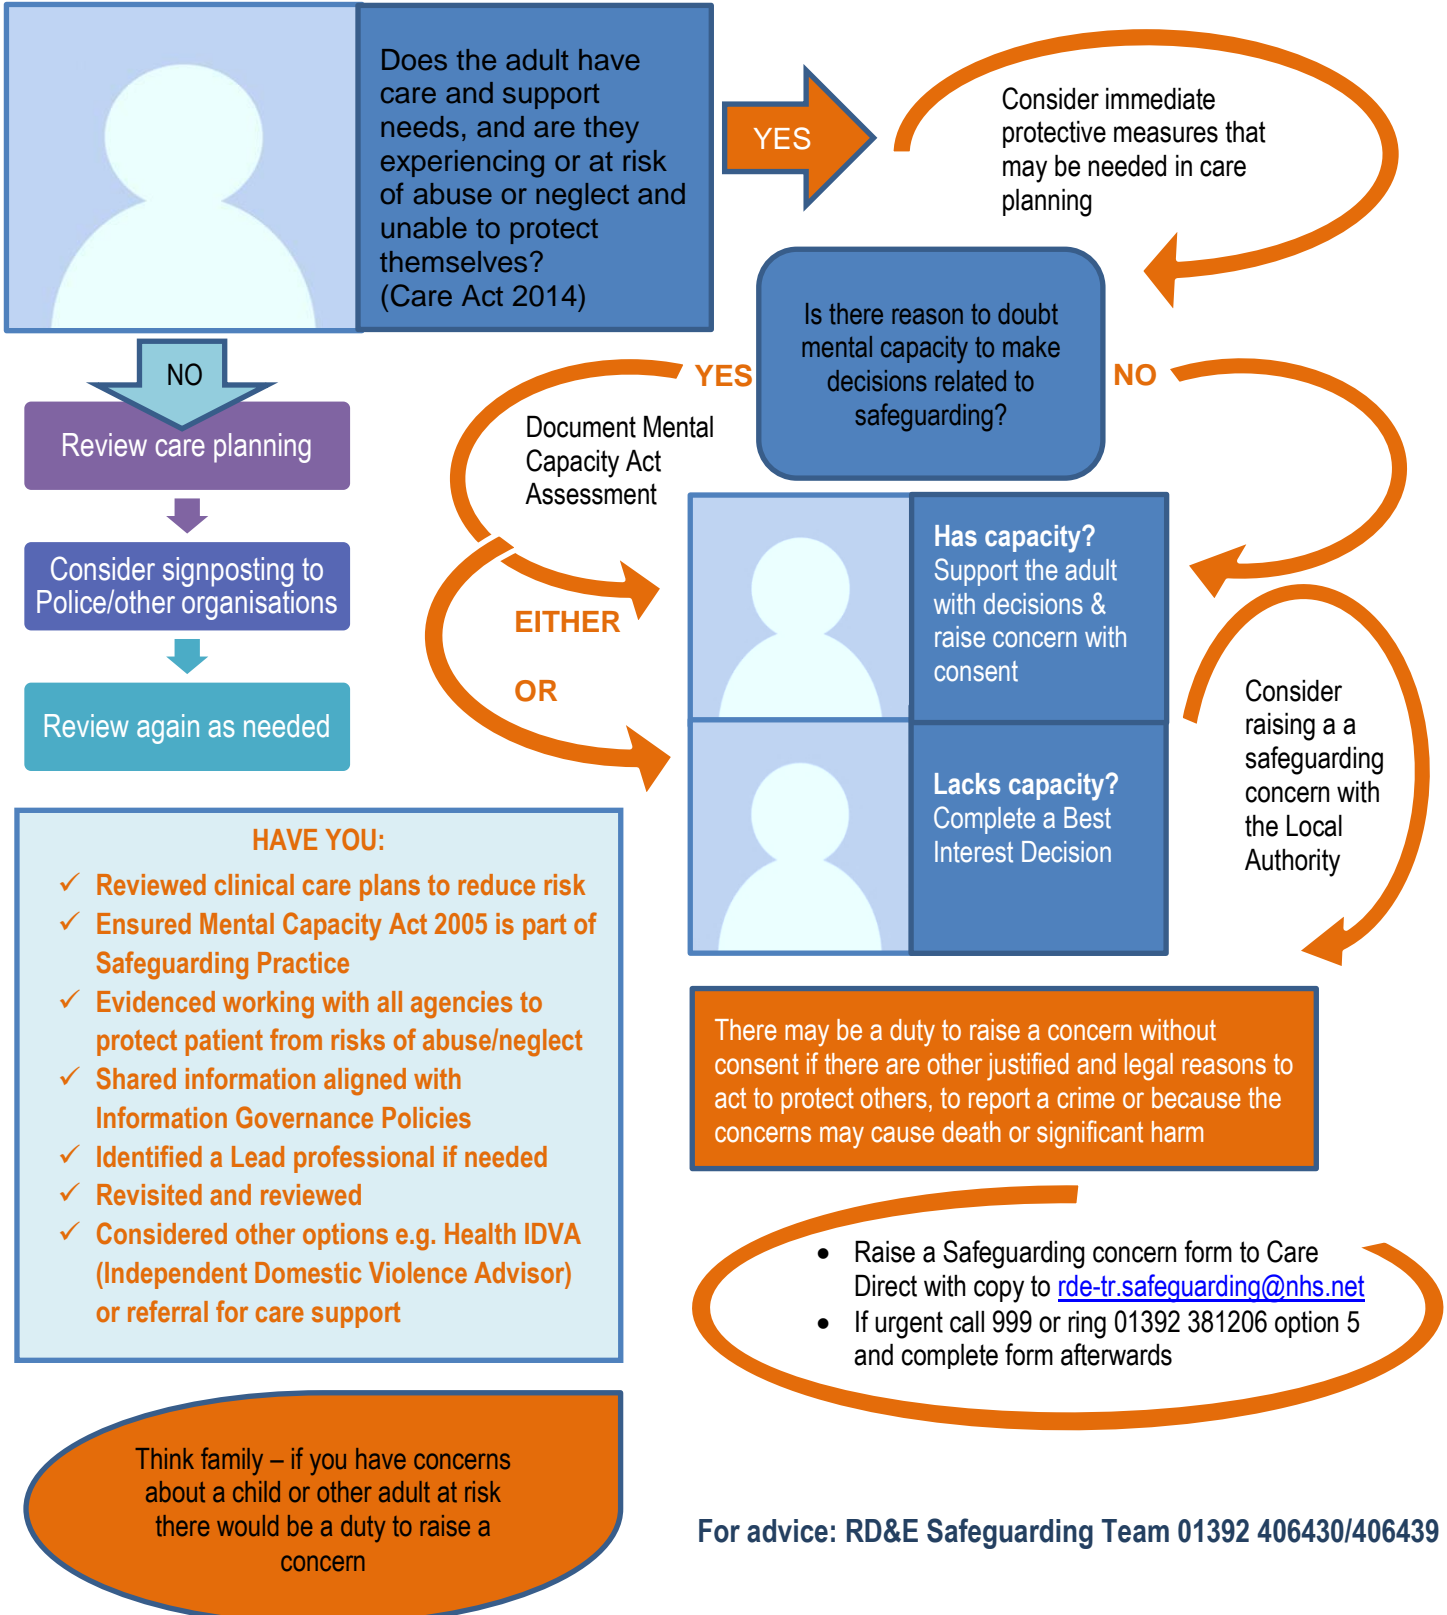 Does the adult have
care and support
needs, and are they
experiencing or at risk
of abuse or neglect and
unable to protect
themselves?
(Care Act 2014)
YES
Consider immediate
protective measures that
may be needed in care
planning
NO
Review care planning
Consider signposting to
Police/other organisations
Review again as needed
Is there reason to doubt
mental capacity to make
decisions related to
safeguarding?
YES
NO
Document Mental
Capacity Act
Assessment
EITHER
OR
Has capacity?
Support the adult
with decisions &
raise concern with
consent
Lacks capacity?
Complete a Best
Interest Decision
Consider
raising a a
safeguarding
concern with
the Local
Authority
HAVE YOU:
✓ Reviewed clinical care plans to reduce risk
✓ Ensured Mental Capacity Act 2005 is part of
Safeguarding Practice
✓ Evidenced working with all agencies to
protect patient from risks of abuse/neglect
✓ Shared information aligned with
Information Governance Policies
✓ Identified a Lead professional if needed
✓ Revisited and reviewed
✓ Considered other options e.g. Health IDVA
(Independent Domestic Violence Advisor)
or referral for care support
There may be a duty to raise a concern without
consent if there are other justified and legal reasons to
act to protect others, to report a crime or because the
concerns may cause death or significant harm
• Raise a Safeguarding concern form to Care
Direct with copy to rde-tr.safeguarding@nhs.net
• If urgent call 999 or ring 01392 381206 option 5
and complete form afterwards
Think family – if you have concerns
about a child or other adult at risk
there would be a duty to raise a
concern
For advice: RD&E Safeguarding Team 01392 406430/406439